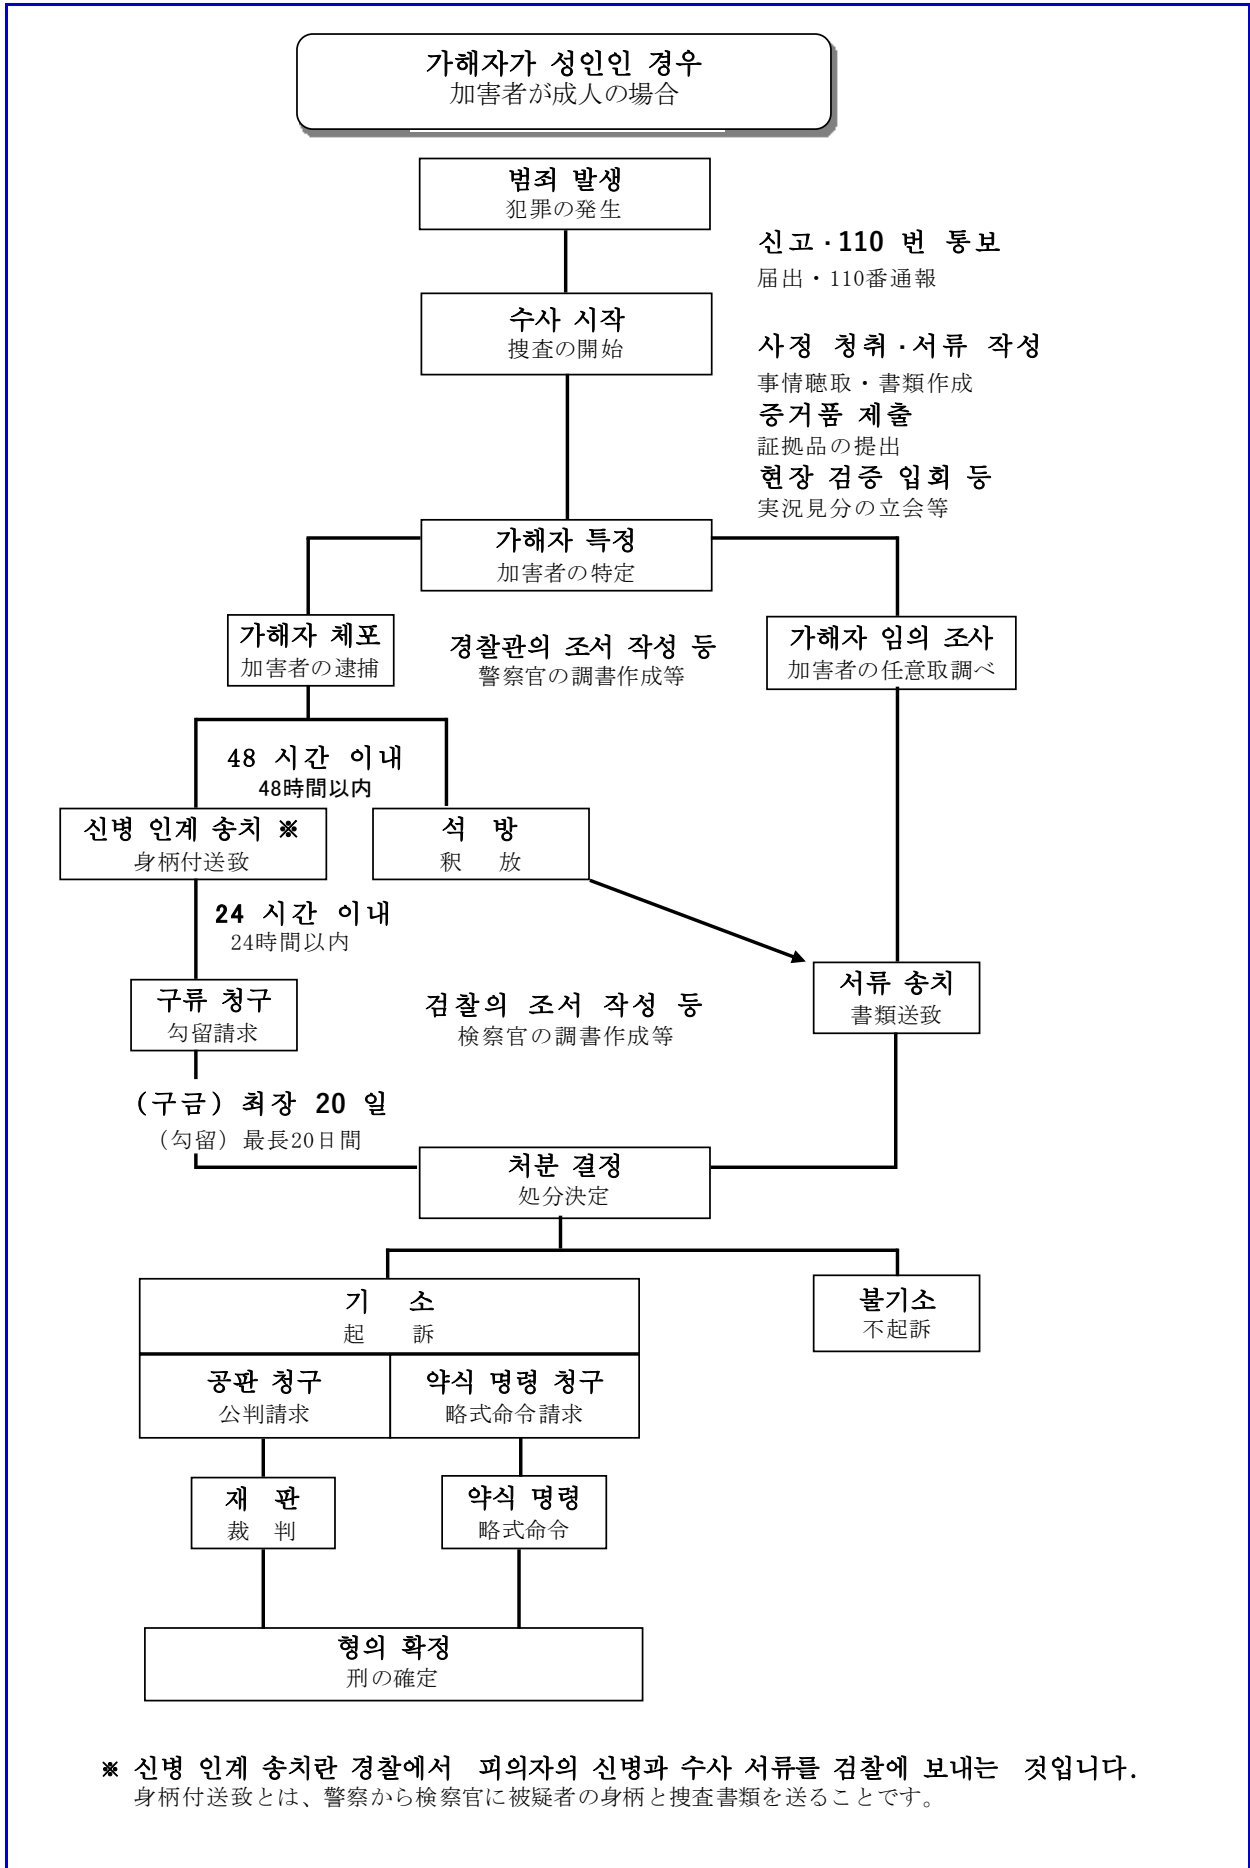 가해자가 성인인 경우
加害者が成人の場合
범죄 발생
犯罪の発生
신고·110 번 통보
届出・110番通報
수사 시작
捜査の開始
사정 청취·서류 작성
事情聴取・書類作成
증거품 제출
証拠品の提出
현장 검증 입회 등
実況見分の立会等
가해자 특정
加害者の特定
가해자 체포
加害者の逮捕
경찰관의 조서 작성 등
警察官の調書作成等
가해자 임의 조사
加害者の任意取調べ
48 시간 이내
48時間以内
신병 인계 송치 ※
身柄付送致
석 방
釈 放
24 시간 이내
24時間以内
서류 송치
書類送致
구류 청구
勾留請求
검찰의 조서 작성 등
検察官の調書作成等
(구금) 최장 20 일
（勾留）最長20日間
처분 결정
処分決定
기 소
起 訴
불기소
不起訴
공판 청구
公判請求
약식 명령 청구
略式命令請求
재 판
裁 判
약식 명령
略式命令
형의 확정
刑の確定
※ 신병 인계 송치란 경찰에서 피의자의 신병과 수사 서류를 검찰에 보내는 것입니다.
身柄付送致とは、警察から検察官に被疑者の身柄と捜査書類を送ることです。